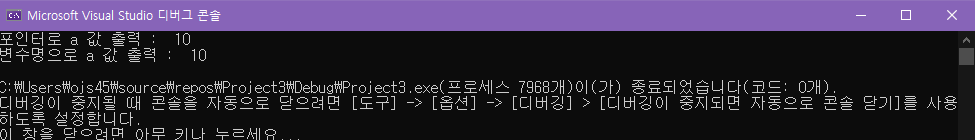 Microsoft Visual Studio 디버그 콘솔
포인터로 a 값 출력 :  10
변수명으로 a 값 출력 :  10
C:₩Users₩ojs45₩source₩repos₩Project3₩Debug₩Project3.exe(프로세스 7968개)이(가) 종료되었습니다(코드: 0개).
디버깅이 중지될 때 콘솔을 자동으로 닫으려면 [도구] -> [옵션] -> [디버깅] > [디버깅이 중지되면 자동으로 콘솔 닫기]를 사용
하도록 설정합니다.
이 창을 닫으려면 아무 키나 누르세요...